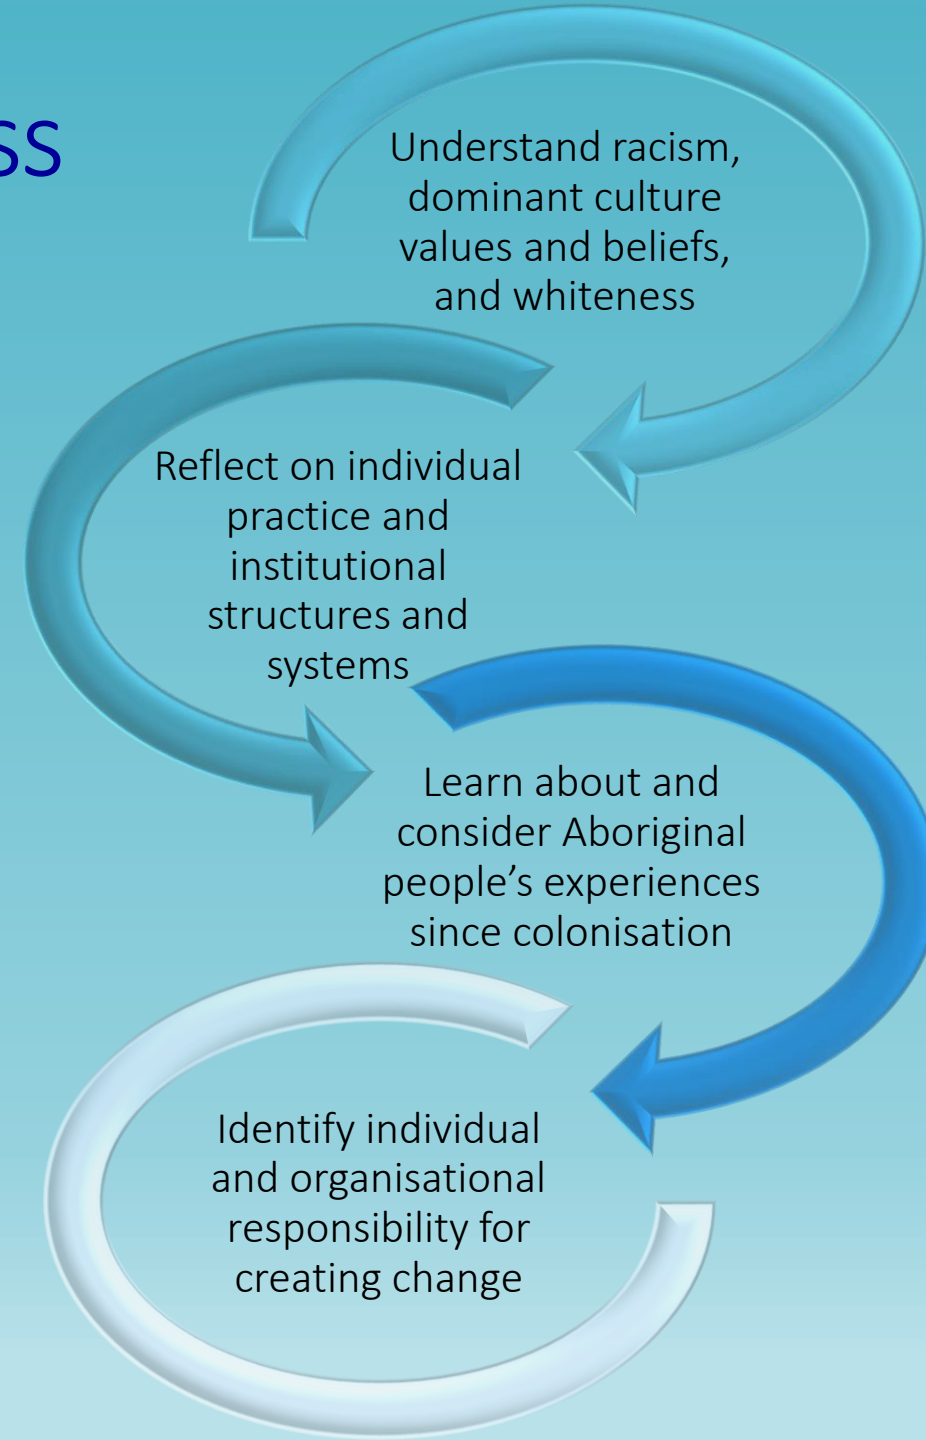 ss
Understand racism,
dominant culture
values and beliefs,
and whiteness
Reflect on individual
practice and
institutional
structures and
systems
Learn about and
consider Aboriginal
people’s experiences
since colonisation
Identify individual
and organisational
responsibility for
creating change